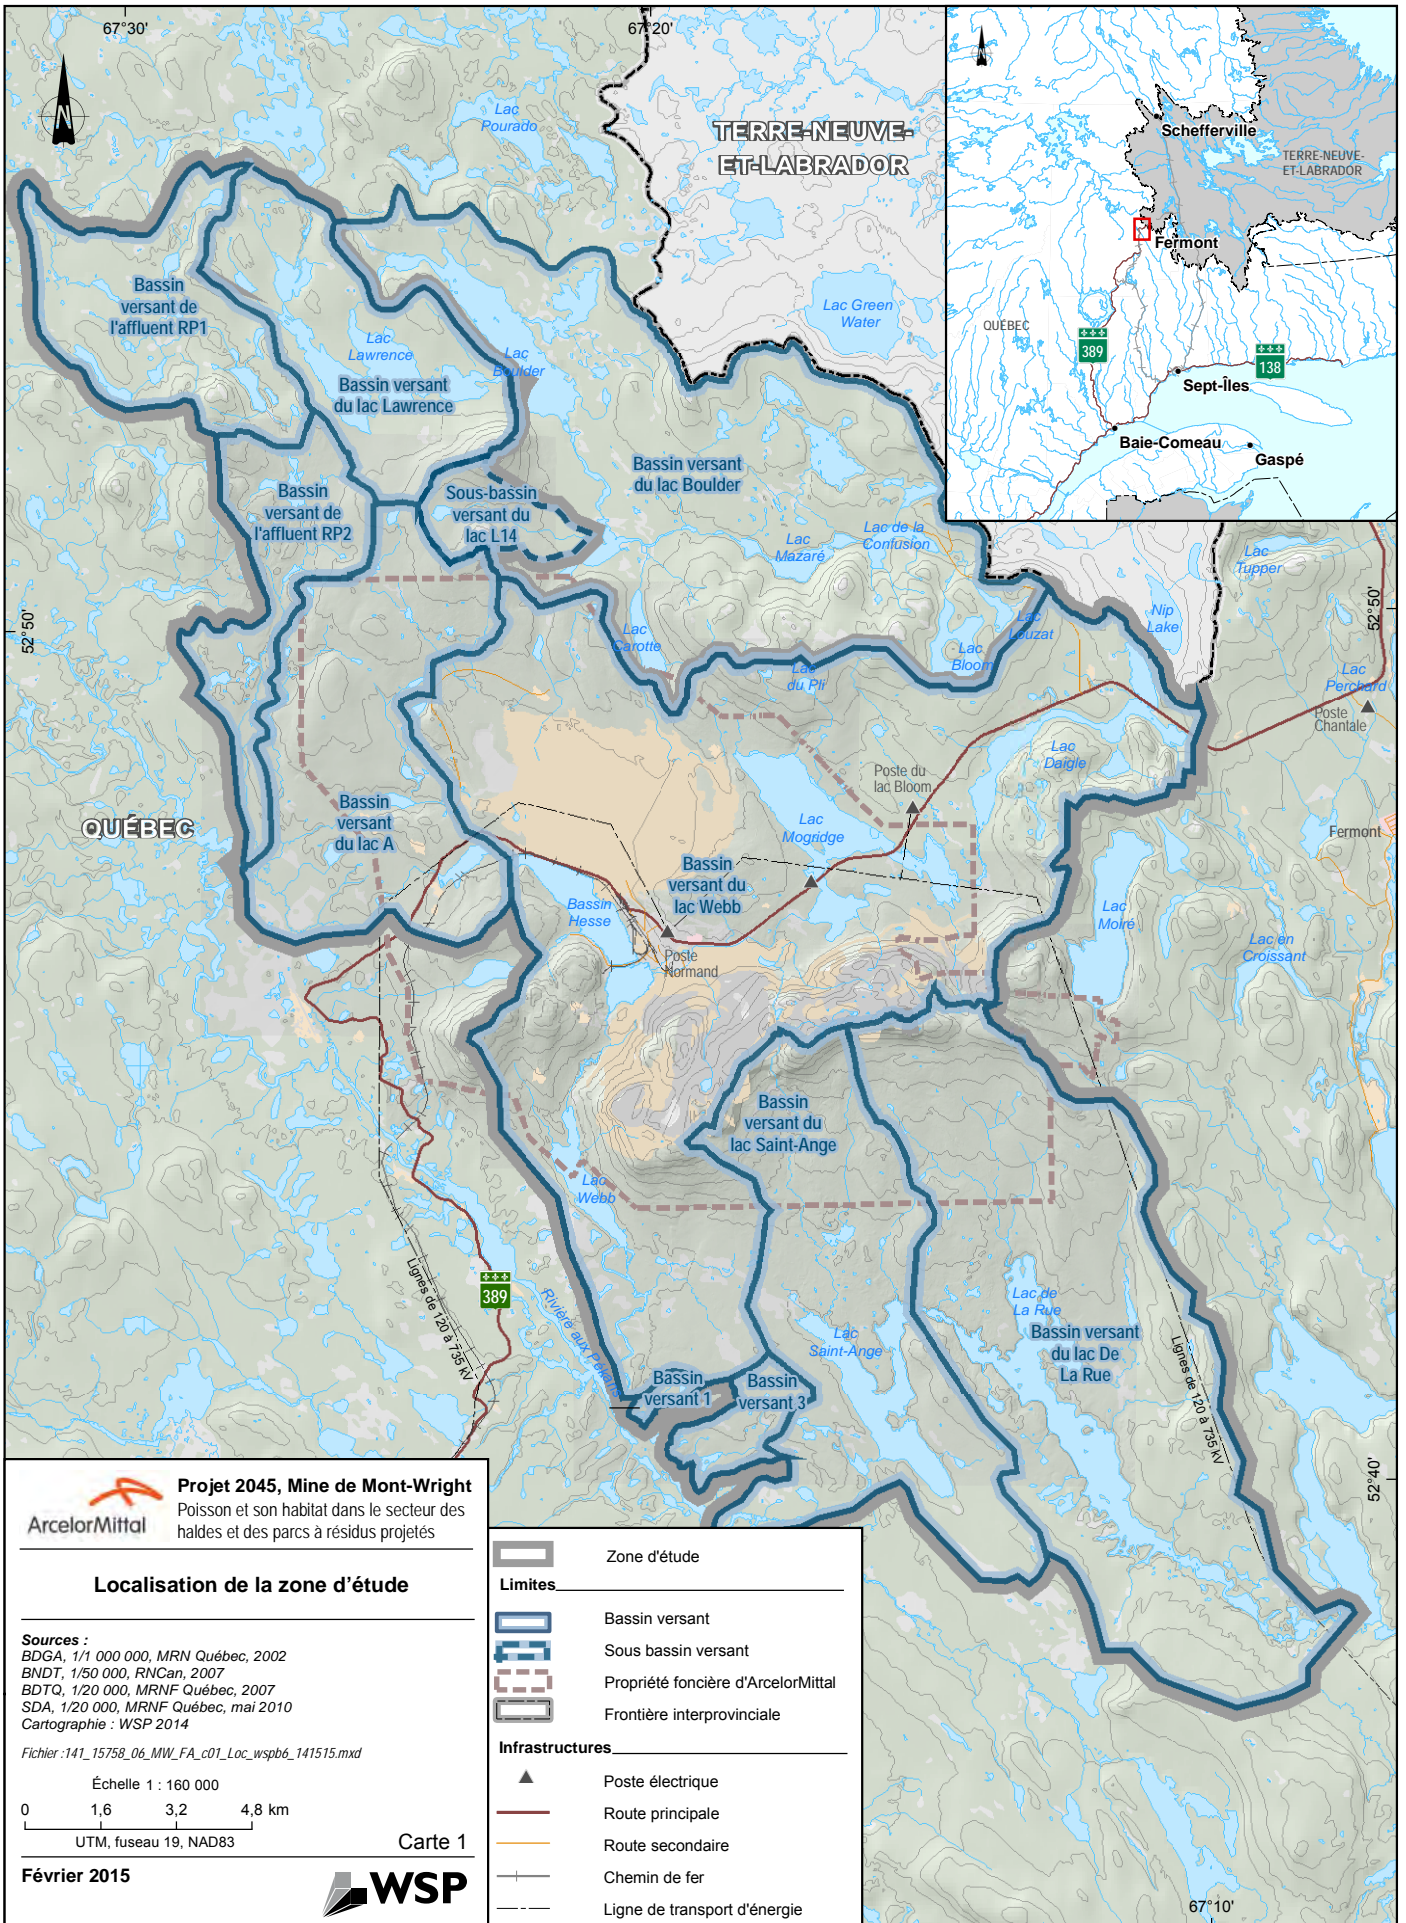 67°30'
67°20'
Lac
Pourado
TERRE-NEUVE-
ET-LABRADOR
Schefferville
TERRE-NEUVE-
ET-LABRADOR
Fermont
QUÉBEC
389
138
Sept-Îles
Baie-Comeau
Gaspé
Bassin
versant de
l'affluent RP1
Lac Green
Water
Lac
Lawrence
Lac
Boulder
Bassin versant
du lac Lawrence
Bassin versant
du lac Boulder
Bassin
versant de
l'affluent RP2
Sous-bassin
versant du
lac L14
Lac
Mazaré
Lac de la
Confusion
Lac
Tupper
52°50'
52°50'
Lac
Carotte
Lac
Louzat
Nip
Lake
Lac
Bloom
Lac
du Pli
Lac
Perchard
Poste
Chantale
Lac
Daigle
Poste du
lac Bloom
QUÉBEC
Bassin
versant
du lac A
Lac
Mogridge
Fermont
Bassin
versant du
lac Webb
Bassin
Hesse
Lac
Moiré
Lac en
Croissant
Poste
Normand
Bassin
versant du
lac Saint-Ange
Lac
Webb
389
Lignes de 120 à 735 kV
Rivière aux Pékans
Lac de
La Rue
Bassin versant
du lac De
La Rue
Lac
Saint-Ange
Lignes de 120 à 735 kV
Bassin
versant 1
Bassin
versant 3
52°40'
67°10'
ArcelorMittal
Projet 2045, Mine de Mont-Wright
Poisson et son habitat dans le secteur des
haldes et des parcs à résidus projetés
Localisation de la zone d'étude
Sources :
BDGA, 1/1 000 000, MRN Québec, 2002
BNDT, 1/50 000, RNCan, 2007
BDTQ, 1/20 000, MRNF Québec, 2007
SDA, 1/20 000, MRNF Québec, mai 2010
Cartographie : WSP 2014
Fichier :141_15758_06_MW_FA_c01_Loc_wspb6_141515.mxd
Échelle 1 : 160 000
0 1,6 3,2 4,8 km
UTM, fuseau 19, NAD83
Carte 1
Février 2015
WSP
Zone d'étude
Limites
Bassin versant
Sous bassin versant
Propriété foncière d'ArcelorMittal
Frontière interprovinciale
Infrastructures
Poste électrique
Route principale
Route secondaire
Chemin de fer
Ligne de transport d'énergie